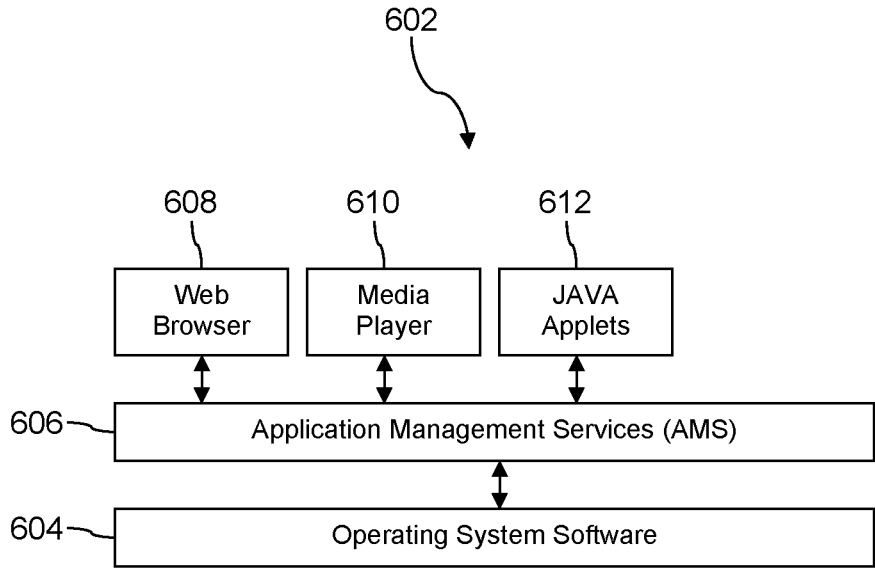 602
608
610
612
Web
Browser
Media
Player
JAVA
Applets
606
Application Management Services (AMS)
604
Operating System Software